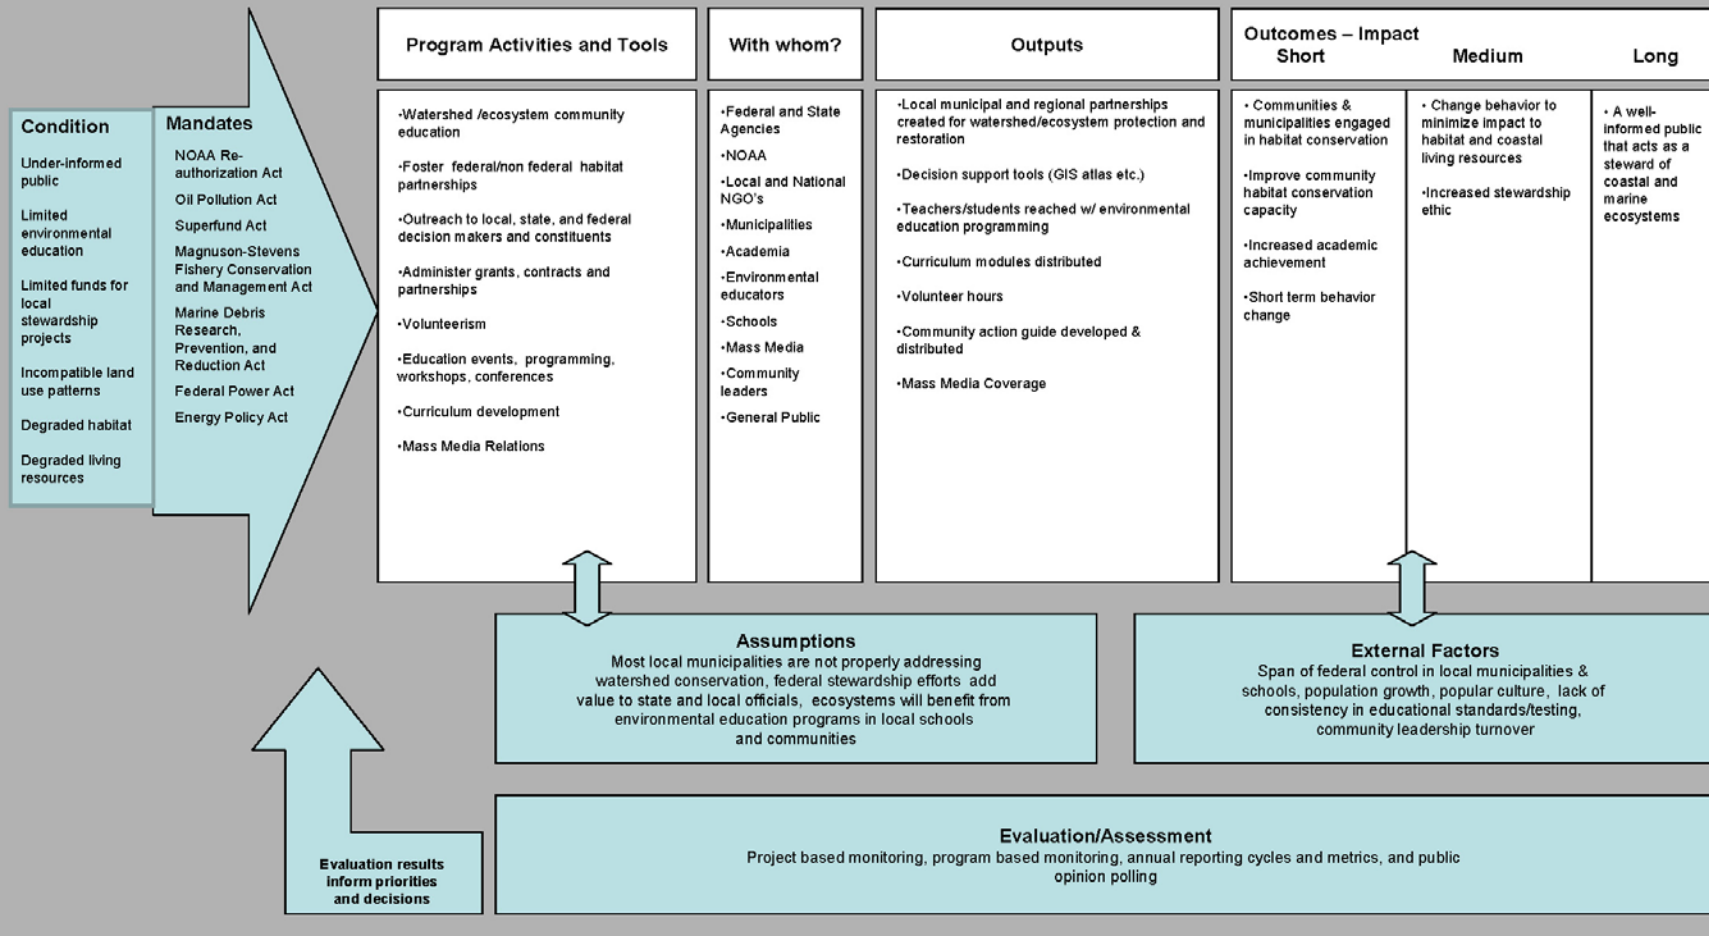 Condition
Under-informed
public
Limited
environmental
education
Limited funds for
local
stewardship
projects
Incompatible land
use patterns
Degraded habitat
Degraded living
resources
Mandates
NOAA Re-
authorization Act
Oil Pollution Act
Superfund Act
Magnuson-Stevens
Fishery Conservation
and Management Act
Marine Debris
Research,
Prevention, and
Reduction Act
Federal Power Act
Energy Policy Act
Program Activities and Tools
•Watershed /ecosystem community
education
•Foster federal/non federal habitat
partnerships
•Outreach to local, state, and federal
decision makers and constituents
•Administer grants, contracts and
partnerships
•Volunteerism
•Education events, programming,
workshops, conferences
•Curriculum development
•Mass Media Relations
With whom?
•Federal and State
Agencies
•NOAA
•Local and National
NGO's
•Municipalities
•Academia
•Environmental
educators
•Schools
•Mass Media
•Community
leaders
•General Public
Outputs
•Local municipal and regional partnerships
created for watershed/ecosystem protection and
restoration
•Decision support tools (GIS atlas etc.)
•Teachers/students reached w/ environmental
education programming
•Curriculum modules distributed
•Volunteer hours
•Community action guide developed &
distributed
•Mass Media Coverage
Outcomes – Impact
Short Medium Long
• Communities &
municipalities engaged
in habitat conservation
•Improve community
habitat conservation
capacity
•Increased academic
achievement
•Short term behavior
change
• Change behavior to
minimize impact to
habitat and coastal
living resources
•Increased stewardship
ethic
• A well-
informed public
that acts as a
steward of
coastal and
marine
ecosystems
Assumptions
Most local municipalities are not properly addressing
watershed conservation, federal stewardship efforts add
value to state and local officials, ecosystems will benefit from
environmental education programs in local schools
and communities
External Factors
Span of federal control in local municipalities &
schools, population growth, popular culture, lack of
consistency in educational standards/testing,
community leadership turnover
Evaluation results
inform priorities
and decisions
Evaluation/Assessment
Project based monitoring, program based monitoring, annual reporting cycles and metrics, and public
opinion polling